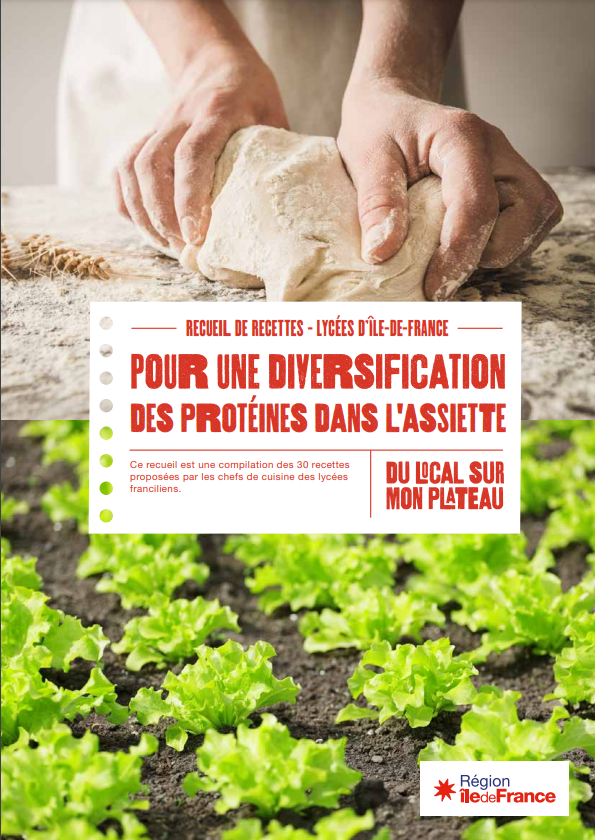 RECUEIL DE RECETTES - LYCÉES D'ÎLE-DE-FRANCE
POUR UNE DIVERSIFICATION
DES PROTÉINES DANS L'ASSIETTE
Ce recueil est une compilation des 30 recettes
proposées par les chefs de cuisine des lycées
franciliens.
DU LOCAL SUR
MON PLATEAU
Région
îledeFrance